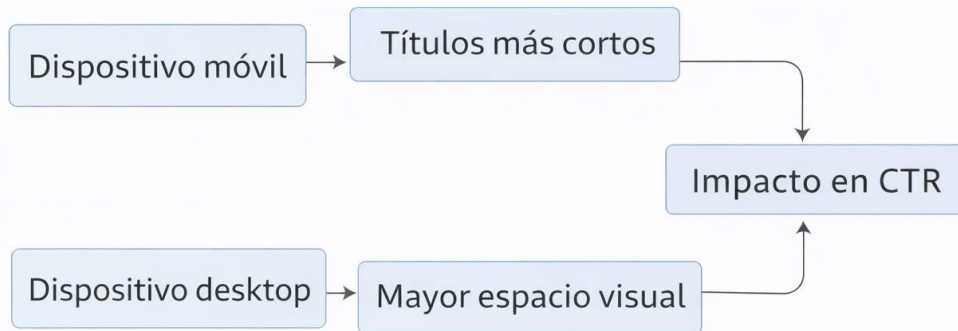 Dispositivo móvil
Títulos más cortos
Impacto en CTR
Dispositivo desktop
Mayor espacio visual